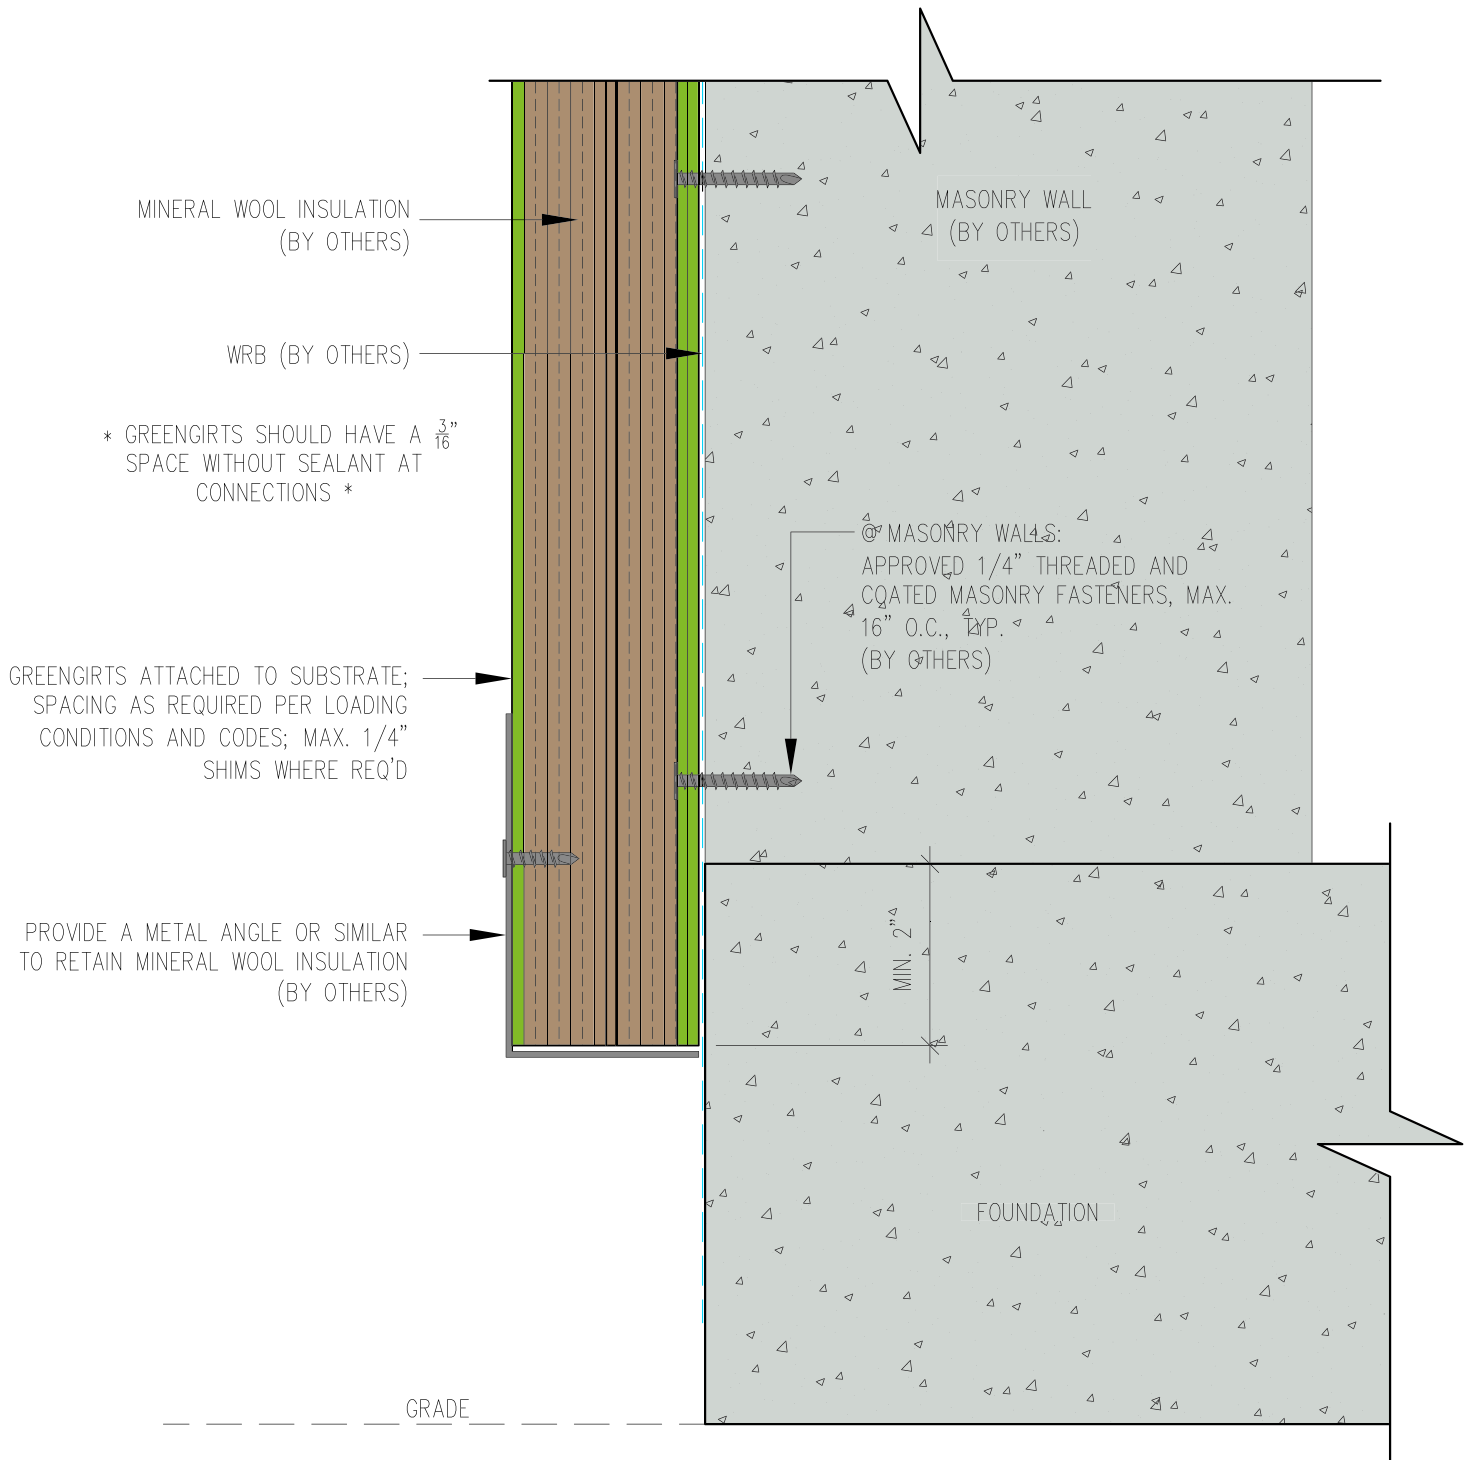 MASONRY WALL
(BY OTHERS)
MINERAL WOOL INSULATION
(BY OTHERS)
WRB (BY OTHERS)
* GREENGIRTS SHOULD HAVE A 3/16"
SPACE WITHOUT SEALANT AT
CONNECTIONS *
@ MASONRY WALLS:
APPROVED 1/4" THREADED AND
COATED MASONRY FASTENERS, MAX.
16" O.C., TYP.
(BY OTHERS)
GREENGIRTS ATTACHED TO SUBSTRATE;
SPACING AS REQUIRED PER LOADING
CONDITIONS AND CODES; MAX. 1/4"
SHIMS WHERE REQ'D
PROVIDE A METAL ANGLE OR SIMILAR
TO RETAIN MINERAL WOOL INSULATION
(BY OTHERS)
MIN. 2"
FOUNDATION
GRADE